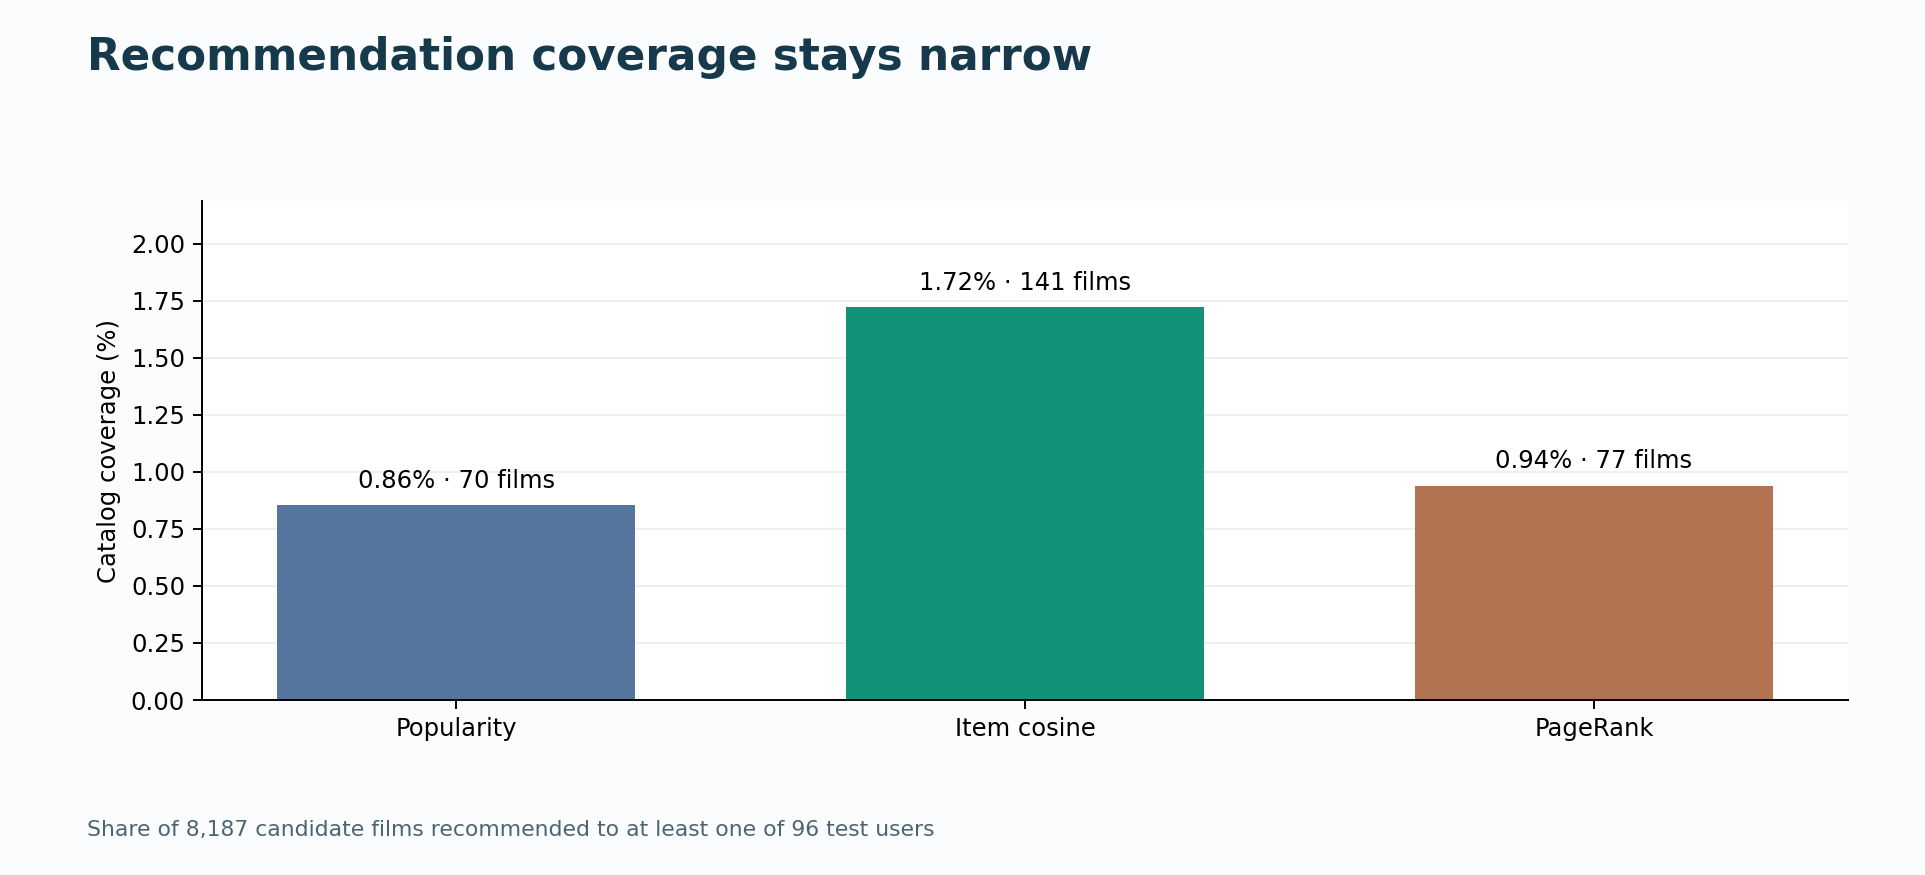 Recommendation coverage stays narrow
Catalog coverage (%)
2.00
1.75
1.50
1.25
1.00
0.75
0.50
0.25
0.00
0.86% · 70 films
1.72% · 141 films
0.94% · 77 films
Popularity
Item cosine
PageRank
Share of 8,187 candidate films recommended to at least one of 96 test users